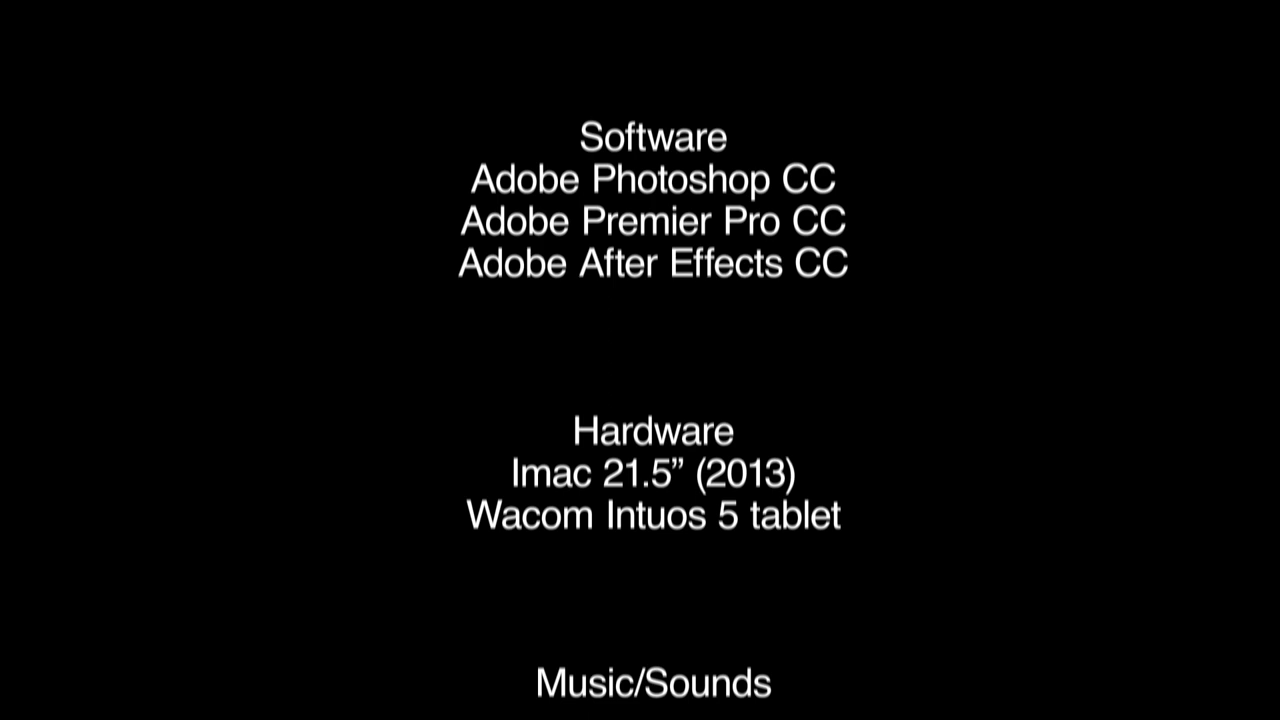 Software
Adobe Photoshop CC
Adobe Premier Pro CC
Adobe After Effects CC
Hardware
Imac 21.5” (2013)
Wacom Intuos 5 tablet
Music/Sounds